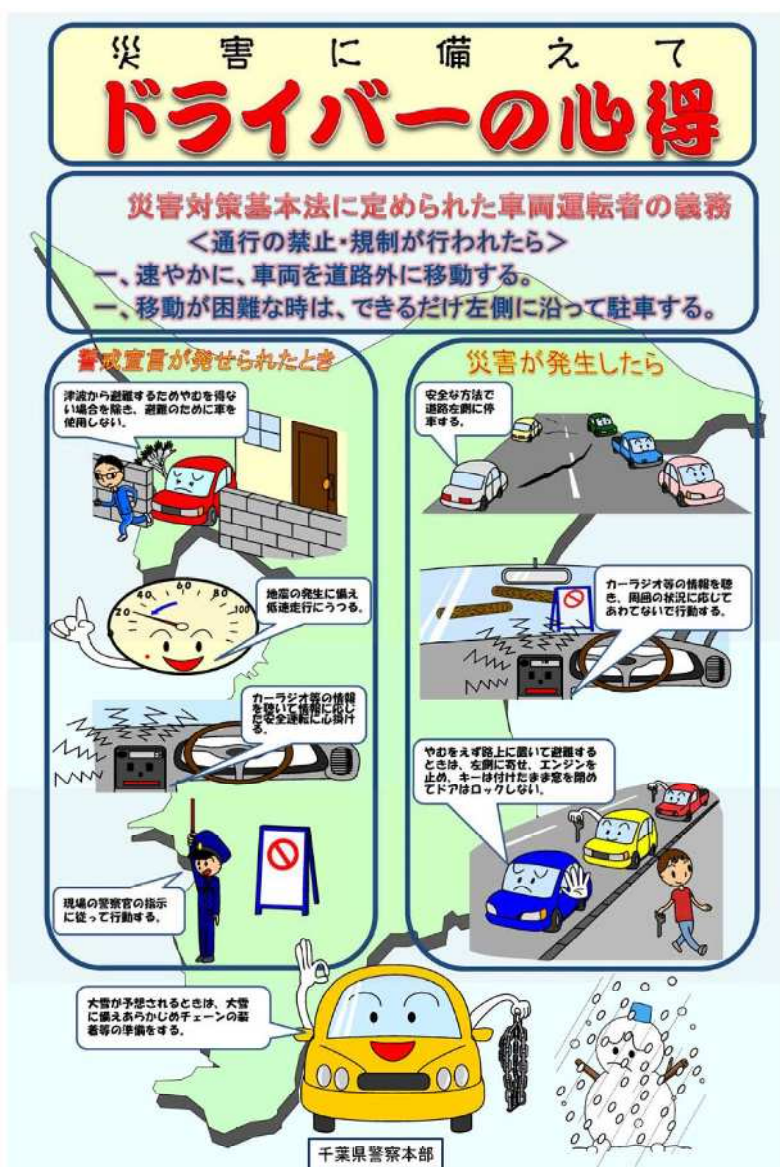 災害に備えて
ドライバーの心得
災害対策基本法に定められた車両運転者の義務
＜通行の禁止・規制が行われたら＞
一、速やかに、車両を道路外に移動する。
一、移動が困難な時は、できるだけ左側に沿って駐車する。
警戒宣言が発せられたとき
津波から避難するためやむを得な
い場合を除き、避難のために車を
使用しない。
20 40 60 80 100
地震の発生に備え
低速走行にうつる。
カーラジオ等の情報
を聴いて情報に応じ
た安全運転に心掛け
る。
現場の警察官の指示
に従って行動する。
災害が発生したら
安全な方法で
道路左側に停
車する。
カーラジオ等の情報を聴
き、周囲の状況に応じて
あわてないで行動する。
やむをえず路上に置いて避難する
ときは、左側に寄せ、エンジンを
止め、キーは付けたまま窓を閉め
てドアはロックしない。
大雪が予想されるときは、大雪
に備えあらかじめチェーンの装
着等の準備をする。
千葉県警察本部